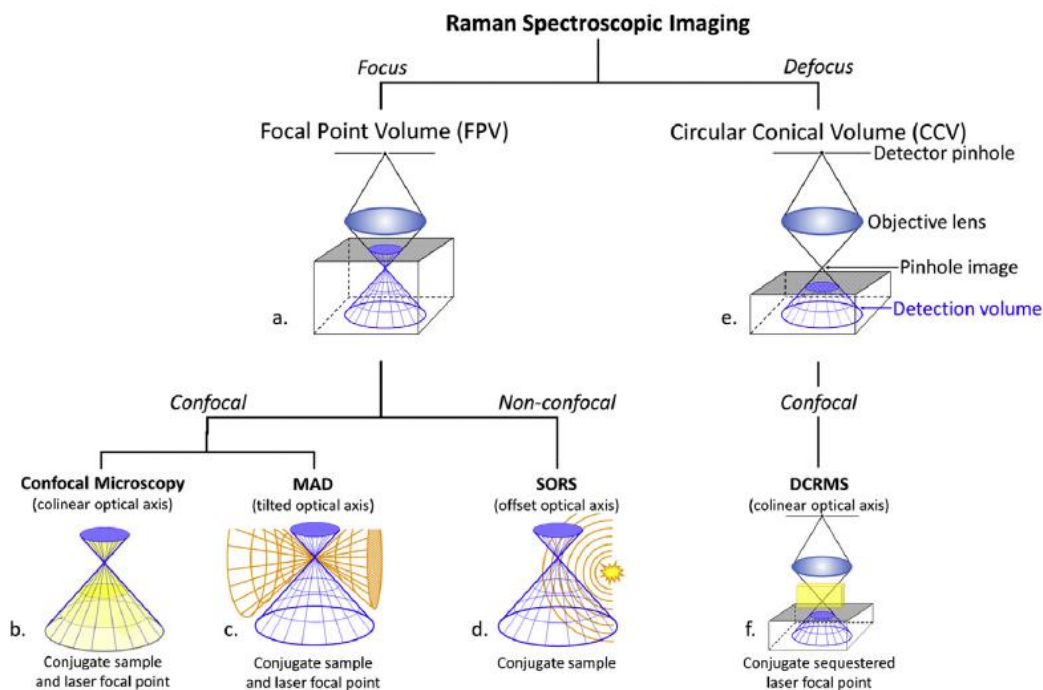 Raman Spectroscopic Imaging
Focus
Defocus
Focal Point Volume (FPV)
Circular Conical Volume (CCV)
Detector pinhole
Objective lens
Pinhole image
Detection volume
a.
e.
Confocal
Non-confocal
Confocal
Confocal Microscopy
(colinear optical axis)
MAD
(tilted optical axis)
SORS
(offset optical axis)
DCRMS
(colinear optical axis)
b.
c.
d.
f.
Conjugate sample
and laser focal point
Conjugate sample
and laser focal point
Conjugate sample
Conjugate sequestered
laser focal point